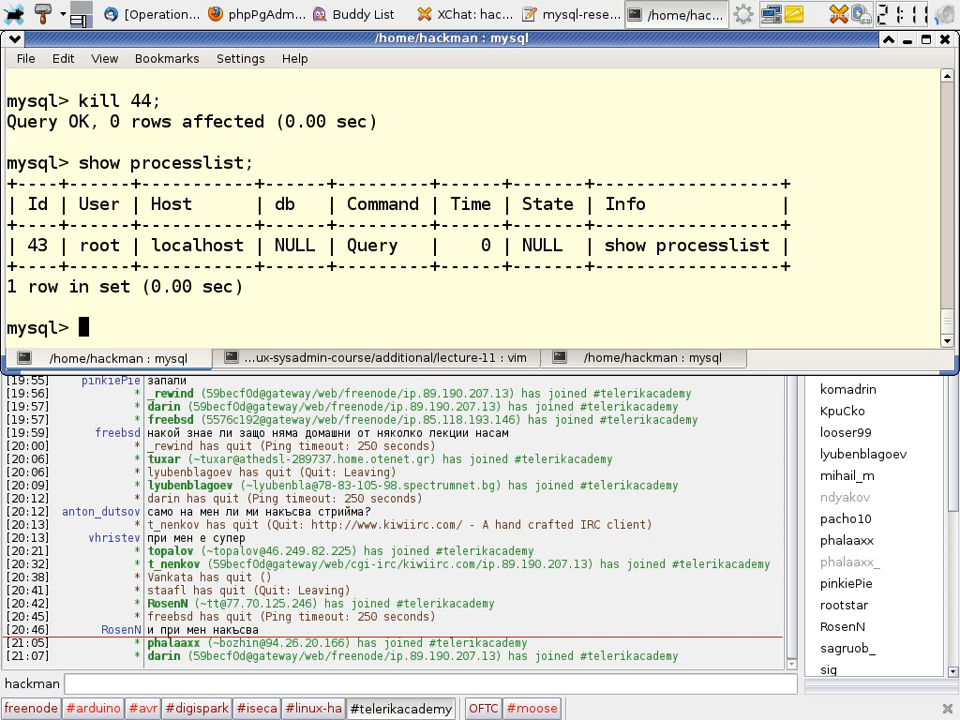 [Operation...
phpPgAdm...
Buddy List
XChat: hac...
mysql-rese...
/home/hac...
21:11
/home/hackman : mysql
File Edit View Bookmarks Settings Help
mysql> kill 44;
Query OK, 0 rows affected (0.00 sec)
mysql> show processlist;
+----+------+-----------+------+---------+------+-------+------------------+
| Id | User | Host | db | Command | Time | State | Info |
+----+------+-----------+------+---------+------+-------+------------------+
| 43 | root | localhost | NULL | Query | 0 | NULL | show processlist |
+----+------+-----------+------+---------+------+-------+------------------+
1 row in set (0.00 sec)
mysql>
/home/hackman : mysql
...ux-sysadmin-course/additional/lecture-11 : vim
/home/hackman : mysql
[19:55] pinkiePie запали
[19:56] * _rewind (59becf0d@gateway/web/freenode/ip.89.190.207.13) has joined #telerikacademy
[19:57] * darin (59becf0d@gateway/web/freenode/ip.89.190.207.13) has joined #telerikacademy
[19:57] * freebsd (5576c192@gateway/web/freenode/ip.85.118.193.146) has joined #telerikacademy
[19:59] freebsd накой знае ли защо няма домашни от няколко лекции насам
[20:00] * _rewind has quit (Ping timeout: 250 seconds)
[20:06] * tuxar (~tuxar@athedsl-289737.home.otenet.gr) has joined #telerikacademy
[20:06] * lyubenblagoev has quit (Quit: Leaving)
[20:09] * lyubenblagoev (~lyubenbla@78-83-105-98.spectrumnet.bg) has joined #telerikacademy
[20:12] * darin has quit (Ping timeout: 250 seconds)
[20:12] anton_dutsov само на мен ли ми накъсва стрийма?
[20:13] * t_nenkov has quit (Quit: http://www.kiwiirc.com/ - A hand crafted IRC client)
[20:13] vhristev при мен е супер
[20:21] * topalov (~topalov@46.249.82.225) has joined #telerikacademy
[20:32] * t_nenkov (59becf0d@gateway/web/cgi-irc/kiwiirc.com/ip.89.190.207.13) has joined #telerikacademy
[20:38] * Vankata has quit ()
[20:41] * staafl has quit (Quit: Leaving)
[20:42] * RosenN (~tt@77.70.125.246) has joined #telerikacademy
[20:45] * freebsd has quit (Ping timeout: 250 seconds)
[20:46] RosenN и при мен накъсва
[21:05] * phalaaxx (~bozhin@94.26.20.166) has joined #telerikacademy
[21:07] * darin (59becf0d@gateway/web/freenode/ip.89.190.207.13) has joined #telerikacademy
komadrin
KpuCko
looser99
lyubenblagoev
mihail_m
ndyakov
pacho10
phalaaxx
phalaaxx_
pinkiePie
rootstar
RosenN
sagruob_
sig
hackman
freenode #arduino #avr #digispark #iseca #linux-ha #telerikacademy OFTC #moose